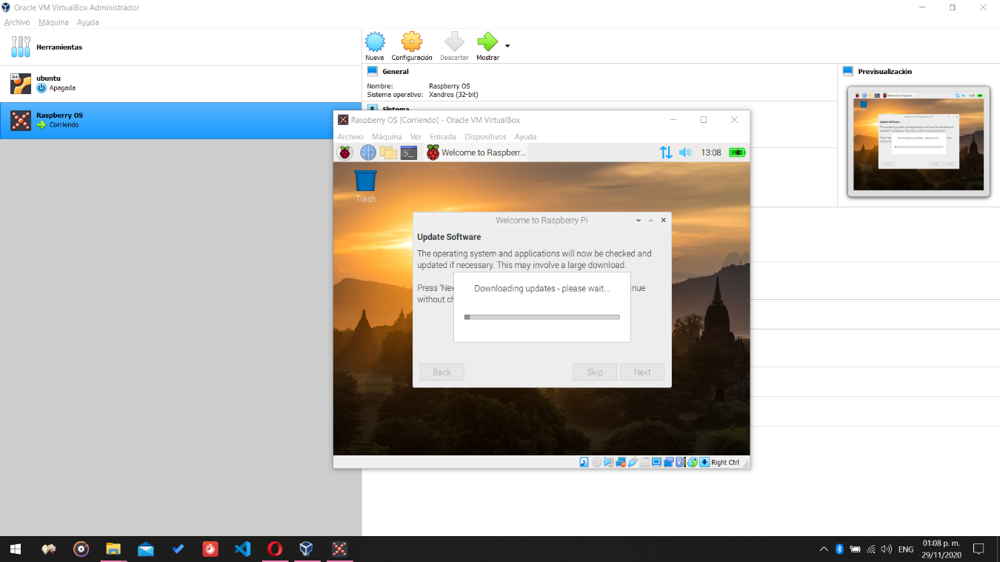 Oracle VM VirtualBox Administrador
Archivo Máquina Ayuda
Herramientas
Nueva Configuración Descartar Mostrar
64
ubuntu
Apagada
Raspberry OS
Corriendo
General
Nombre: Raspberry OS
Sistema operativo: Xandros (32-bit)
Sistema
Previsualización
Raspberry OS [Corriendo] - Oracle VM VirtualBox
Archivo Máquina Ver Entrada Dispositivos Ayuda
Welcome to Raspberr... 13:08
Trash
Welcome to Raspberry Pi
Update Software
The operating system and applications will now be checked and
updated if necessary. This may involve a large download.
Press 'Nex
without ch
Downloading updates - please wait...
Back Skip Next
Right Ctrl
ENG
01:08 p. m.
29/11/2020